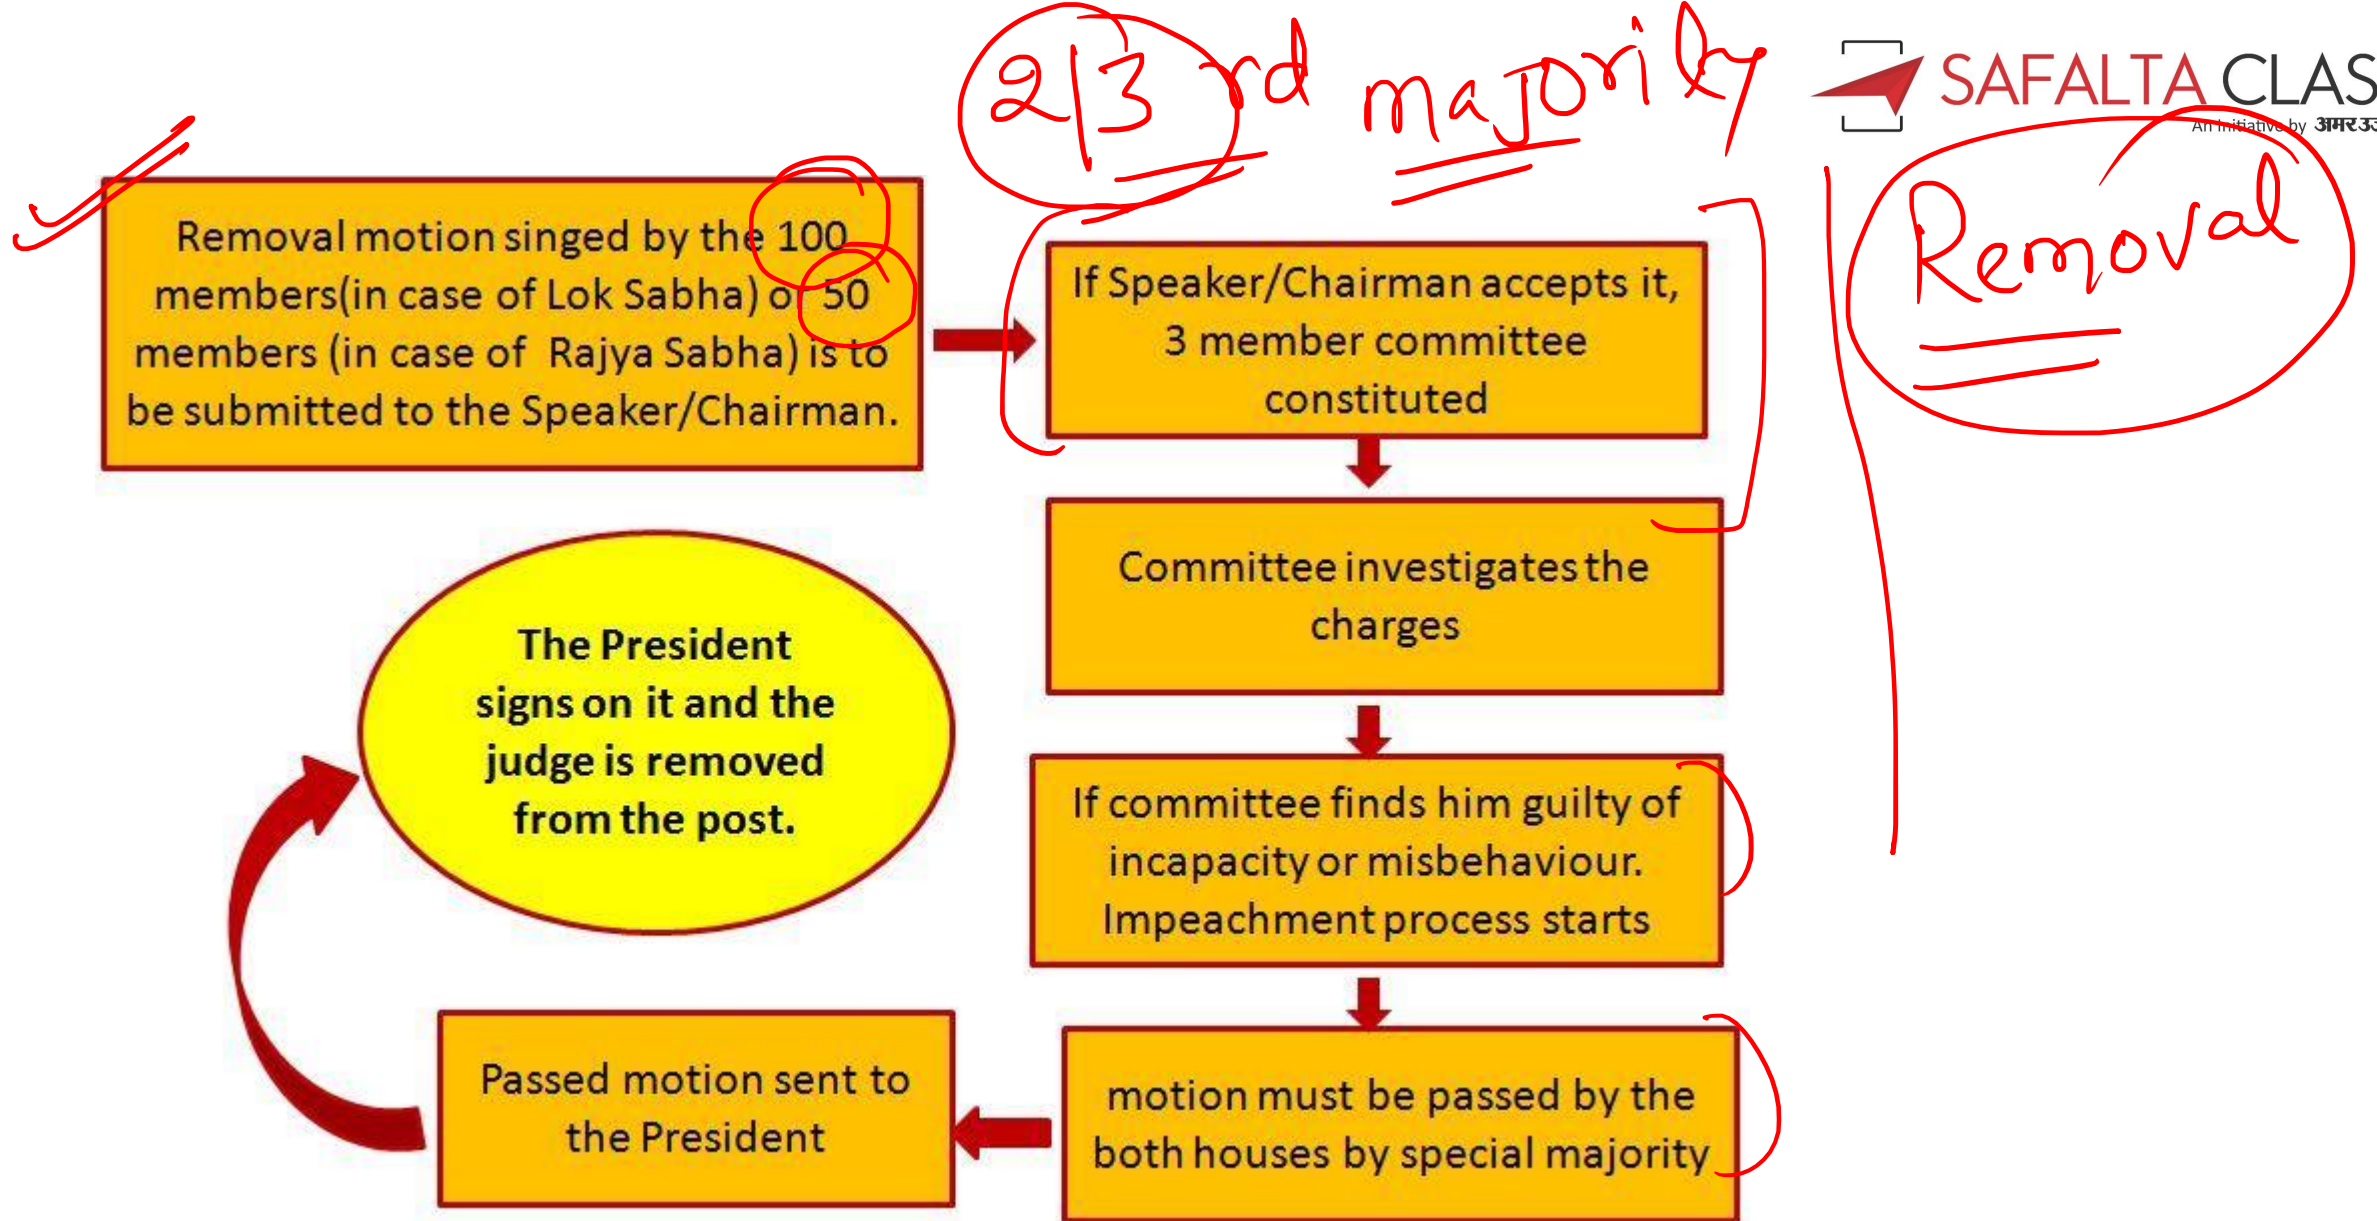 2/3rd majority
SAFALTA CLAS
An Initiative by अमर उ
Removal
Removal motion singed by the 100
members(in case of Lok Sabha) or 50
members (in case of Rajya Sabha) is to
be submitted to the Speaker/Chairman.
If Speaker/Chairman accepts it,
3 member committee
constituted
Committee investigates the
charges
If committee finds him guilty of
incapacity or misbehaviour.
Impeachment process starts
motion must be passed by the
both houses by special majority
Passed motion sent to
the President
The President
signs on it and the
judge is removed
from the post.